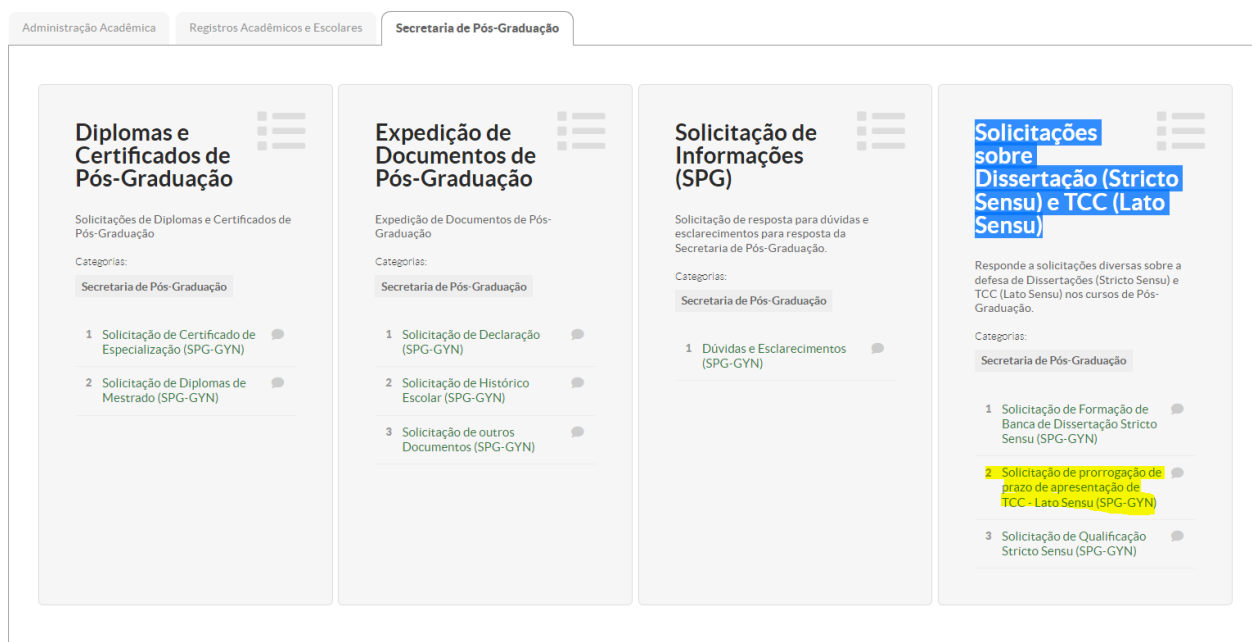 Administração Acadêmica
Registros Acadêmicos e Escolares
Secretaria de Pós-Graduação
Diplomas e
Certificados de
Pós-Graduação
Solicitações de Diplomas e Certificados de
Pós-Graduação
Categorias:
Secretaria de Pós-Graduação
1 Solicitação de Certificado de
Especialização (SPG-GYN)
2 Solicitação de Diplomas de
Mestrado (SPG-GYN)
Expedição de
Documentos de
Pós-Graduação
Expedição de Documentos de Pós-
Graduação
Categorias:
Secretaria de Pós-Graduação
1 Solicitação de Declaração
(SPG-GYN)
2 Solicitação de Histórico
Escolar (SPG-GYN)
3 Solicitação de outros
Documentos (SPG-GYN)
Solicitação de
Informações
(SPG)
Solicitação de resposta para dúvidas e
esclarecimentos para resposta da
Secretaria de Pós-Graduação.
Categorias:
Secretaria de Pós-Graduação
1 Dúvidas e Esclarecimentos
(SPG-GYN)
Solicitações
sobre
Dissertação (Stricto
Sensu) e TCC (Lato
Sensu)
Responde a solicitações diversas sobre a
defesa de Dissertações (Stricto Sensu) e
TCC (Lato Sensu) nos cursos de Pós-
Graduação.
Categorias:
Secretaria de Pós-Graduação
1 Solicitação de Formação de
Banca de Dissertação Stricto
Sensu (SPG-GYN)
2 Solicitação de prorrogação de
prazo de apresentação de
TCC - Lato Sensu (SPG-GYN)
3 Solicitação de Qualificação
Stricto Sensu (SPG-GYN)